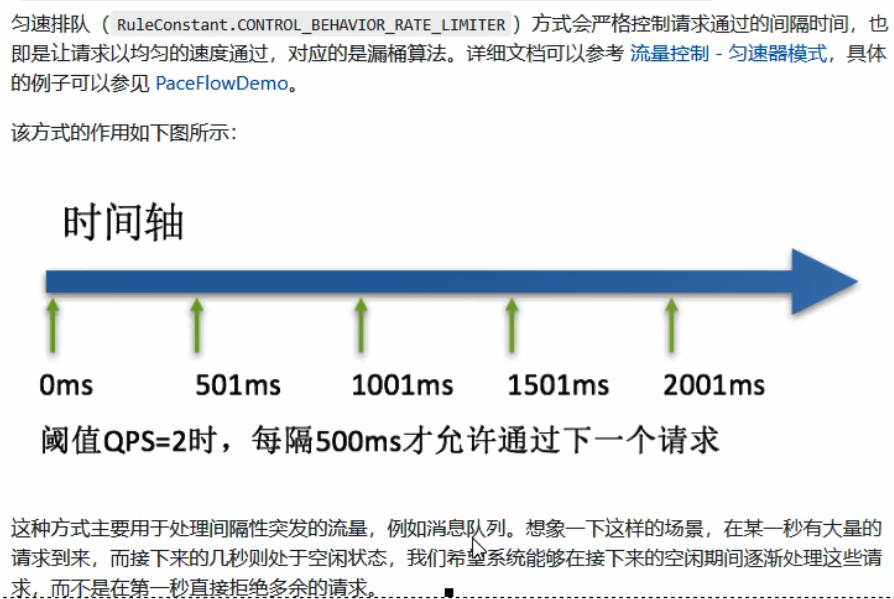 匀速排队（ RuleConstant.CONTROL_BEHAVIOR_RATE_LIMITER ）方式会严格控制请求通过的间隔时间，也
即是让请求以均匀的速度通过，对应的是漏桶算法。详细文档可以参考 流量控制 - 匀速器模式，具体
的例子可以参见 PaceFlowDemo。
该方式的作用如下图所示：
时间轴
0ms 501ms 1001ms 1501ms 2001ms
阈值QPS=2时，每隔500ms才允许通过下一个请求
这种方式主要用于处理间隔性突发的流量，例如消息队列。想象一下这样的场景，在某一秒有大量的
请求到来，而接下来的几秒则处于空闲状态，我们希望系统能够在接下来的空闲期间逐渐处理这些请
求，而不是在第一秒直接拒绝多余的请求。